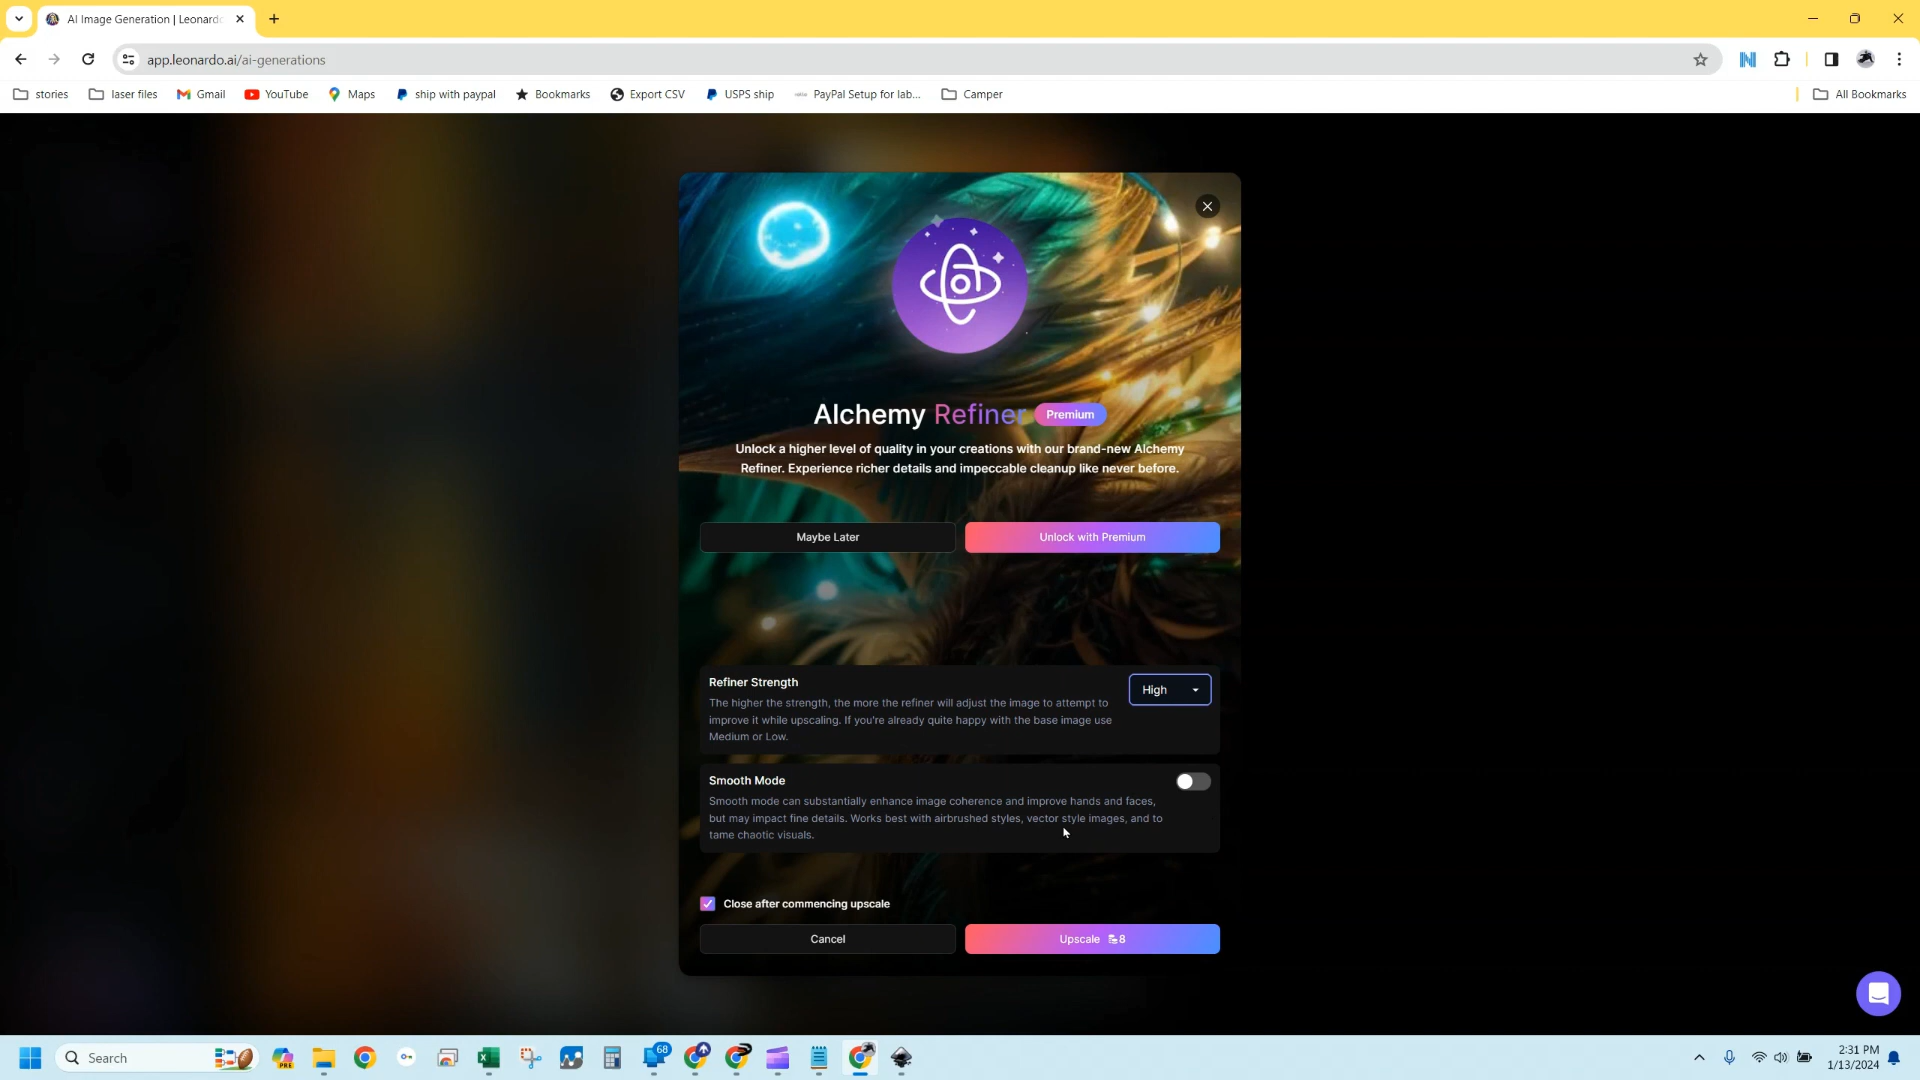 AI Image Generation | Leonardo
app.leonardo.ai/ai-generations
stories
laser files
Gmail
YouTube
Maps
ship with paypal
Bookmarks
Export CSV
USPS ship
PayPal Setup for lab...
Camper
All Bookmarks
Alchemy Refiner Premium
Unlock a higher level of quality in your creations with our brand-new Alchemy
Refiner. Experience richer details and impeccable cleanup like never before.
Maybe Later
Unlock with Premium
Refiner Strength
High
The higher the strength, the more the refiner will adjust the image to attempt to
improve it while upscaling. If you're already quite happy with the base image use
Medium or Low.
Smooth Mode
Smooth mode can substantially enhance image coherence and improve hands and faces,
but may impact fine details. Works best with airbrushed styles, vector style images, and to
tame chaotic visuals.
Close after commencing upscale
Cancel
Upscale 8
Search
PRE
68
2:31 PM
1/13/2024